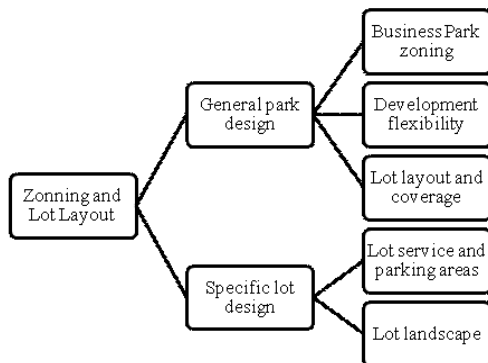 Zonning and
Lot Layout
General park
design
Business Park
zoning
Development
flexibility
Lot layout and
coverage
Specific lot
design
Lot service and
parking areas
Lot landscape